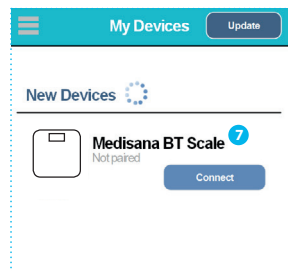 My Devices Update
New Devices
Medisana BT Scale 7
Not paired
Connect